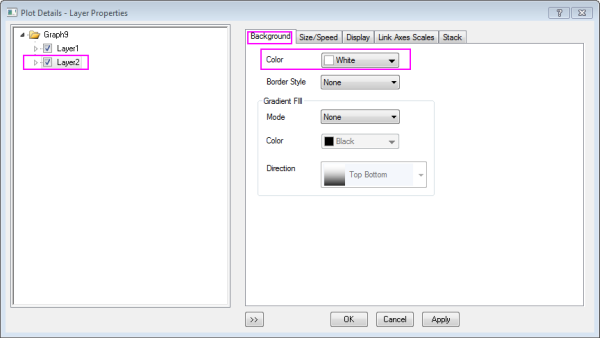 Plot Details - Layer Properties
Graph9
Layer1
Layer2
Background Size/Speed Display Link Axes Scales Stack
Color White
Border Style None
Gradient Fill
Mode None
Color Black
Direction Top Bottom
>> OK Cancel Apply